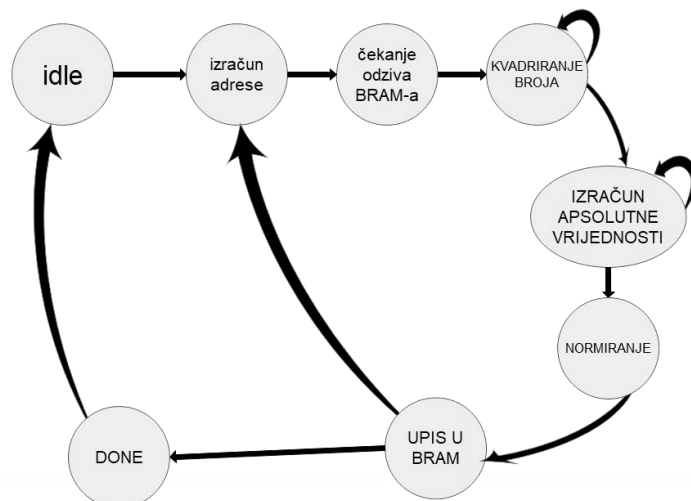 idle
izračun
adrese
čekanje
odziva
BRAM-a
KVADRIRANJE
BROJA
IZRAČUN
APSOLUTNE
VRIJEDNOSTI
NORMIRANJE
UPIS U
BRAM
DONE